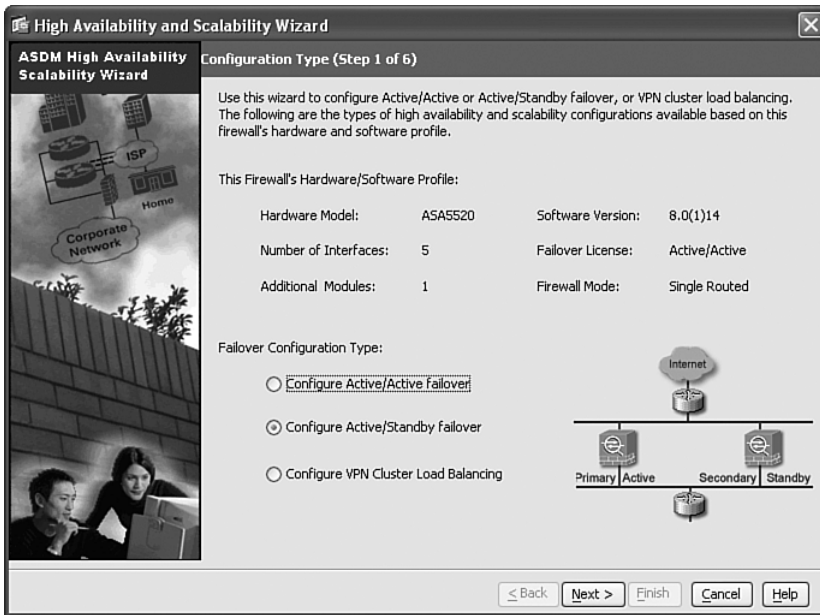 High Availability and Scalability Wizard
ASDM High Availability
Scalability Wizard
ISP
Home
Corporate
Network
Configuration Type (Step 1 of 6)
Use this wizard to configure Active/Active or Active/Standby failover, or VPN cluster load balancing.
The following are the types of high availability and scalability configurations available based on this
firewall's hardware and software profile.
This Firewall's Hardware/Software Profile:
Hardware Model: ASA5520 Software Version: 8.0(1)14
Number of Interfaces: 5 Failover License: Active/Active
Additional Modules: 1 Firewall Mode: Single Routed
Failover Configuration Type:
Configure Active/Active failover
Configure Active/Standby failover
Configure VPN Cluster Load Balancing
Internet
Primary Active Secondary Standby
< Back Next > Finish Cancel Help